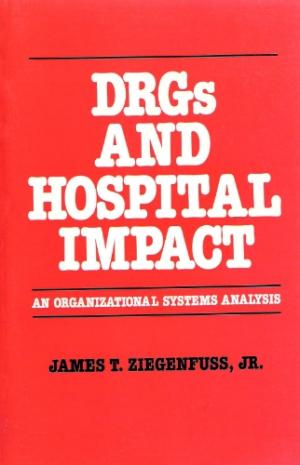 DRGs
AND
HOSPITAL
IMPACT
AN ORGANIZATIONAL SYSTEMS ANALYSIS
JAMES T. ZIEGENFUSS, JR.